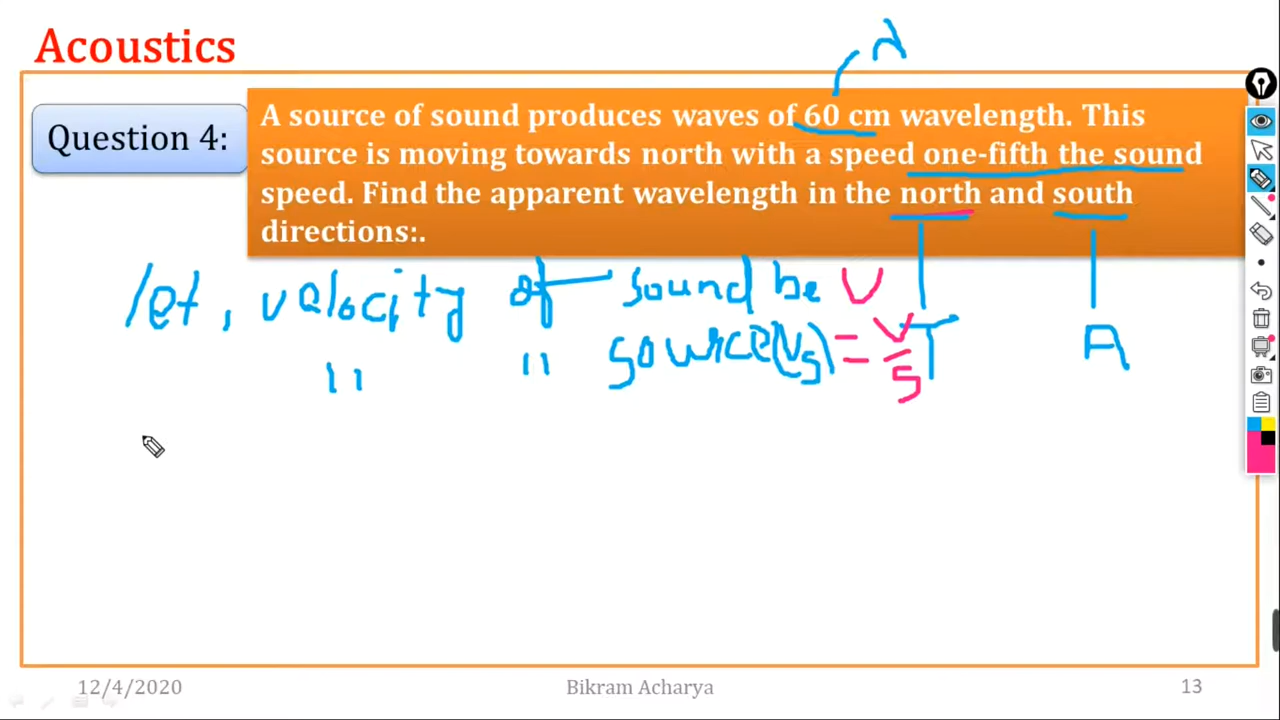 Acoustics
λ
Question 4:
A source of sound produces waves of 60 cm wavelength. This
source is moving towards north with a speed one-fifth the sound
speed. Find the apparent wavelength in the north and south
directions:.
let, velocity of sound be V
" " source(vs) = V/5
T A
12/4/2020 Bikram Acharya 13